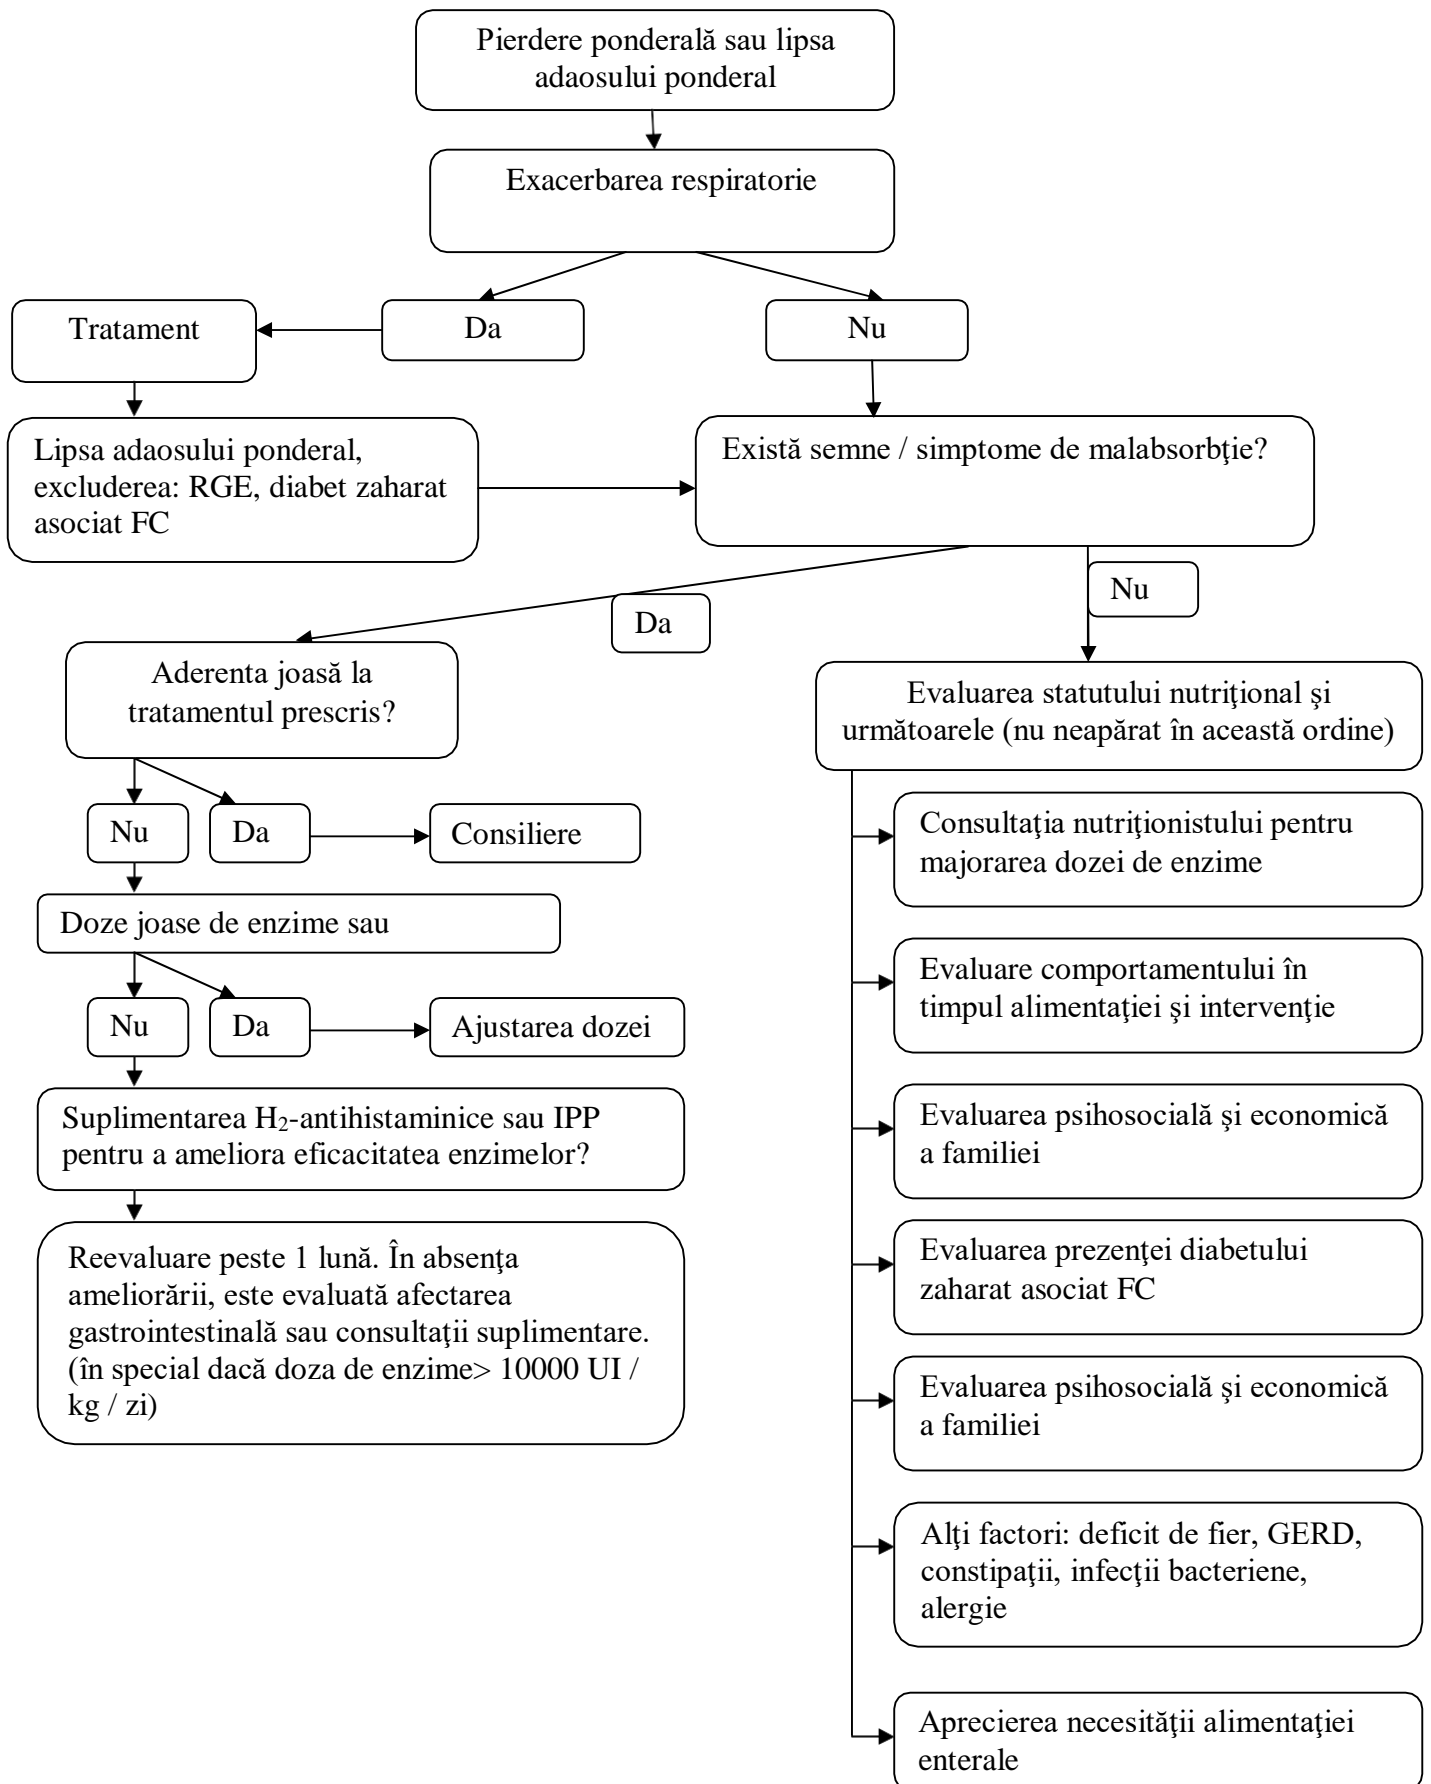 Pierdere ponderală sau lipsa
adaosului ponderal
Exacerbarea respiratorie
Tratament
Da
Nu
Lipsa adaosului ponderal,
excluderea: RGE, diabet zaharat
asociat FC
Există semne / simptome de malabsorbţie?
Da
Nu
Aderenta joasă la
tratamentul prescris?
Nu
Da
Consiliere
Doze joase de enzime sau
Nu
Da
Ajustarea dozei
Suplimentarea H₂-antihistaminice sau IPP
pentru a ameliora eficacitatea enzimelor?
Reevaluare peste 1 lună. În absenţa
ameliorării, este evaluată afectarea
gastrointestinală sau consultaţii suplimentare.
(în special dacă doza de enzime> 10000 UI /
kg / zi)
Evaluarea statutului nutriţional şi
următoarele (nu neapărat în această ordine)
Consultaţia nutriţionistului pentru
majorarea dozei de enzime
Evaluare comportamentului în
timpul alimentaţiei şi intervenţie
Evaluarea psihosocială şi economică
a familiei
Evaluarea prezenţei diabetului
zaharat asociat FC
Evaluarea psihosocială şi economică
a familiei
Alţi factori: deficit de fier, GERD,
constipaţii, infecţii bacteriene,
alergie
Aprecierea necesităţii alimentaţiei
enterale